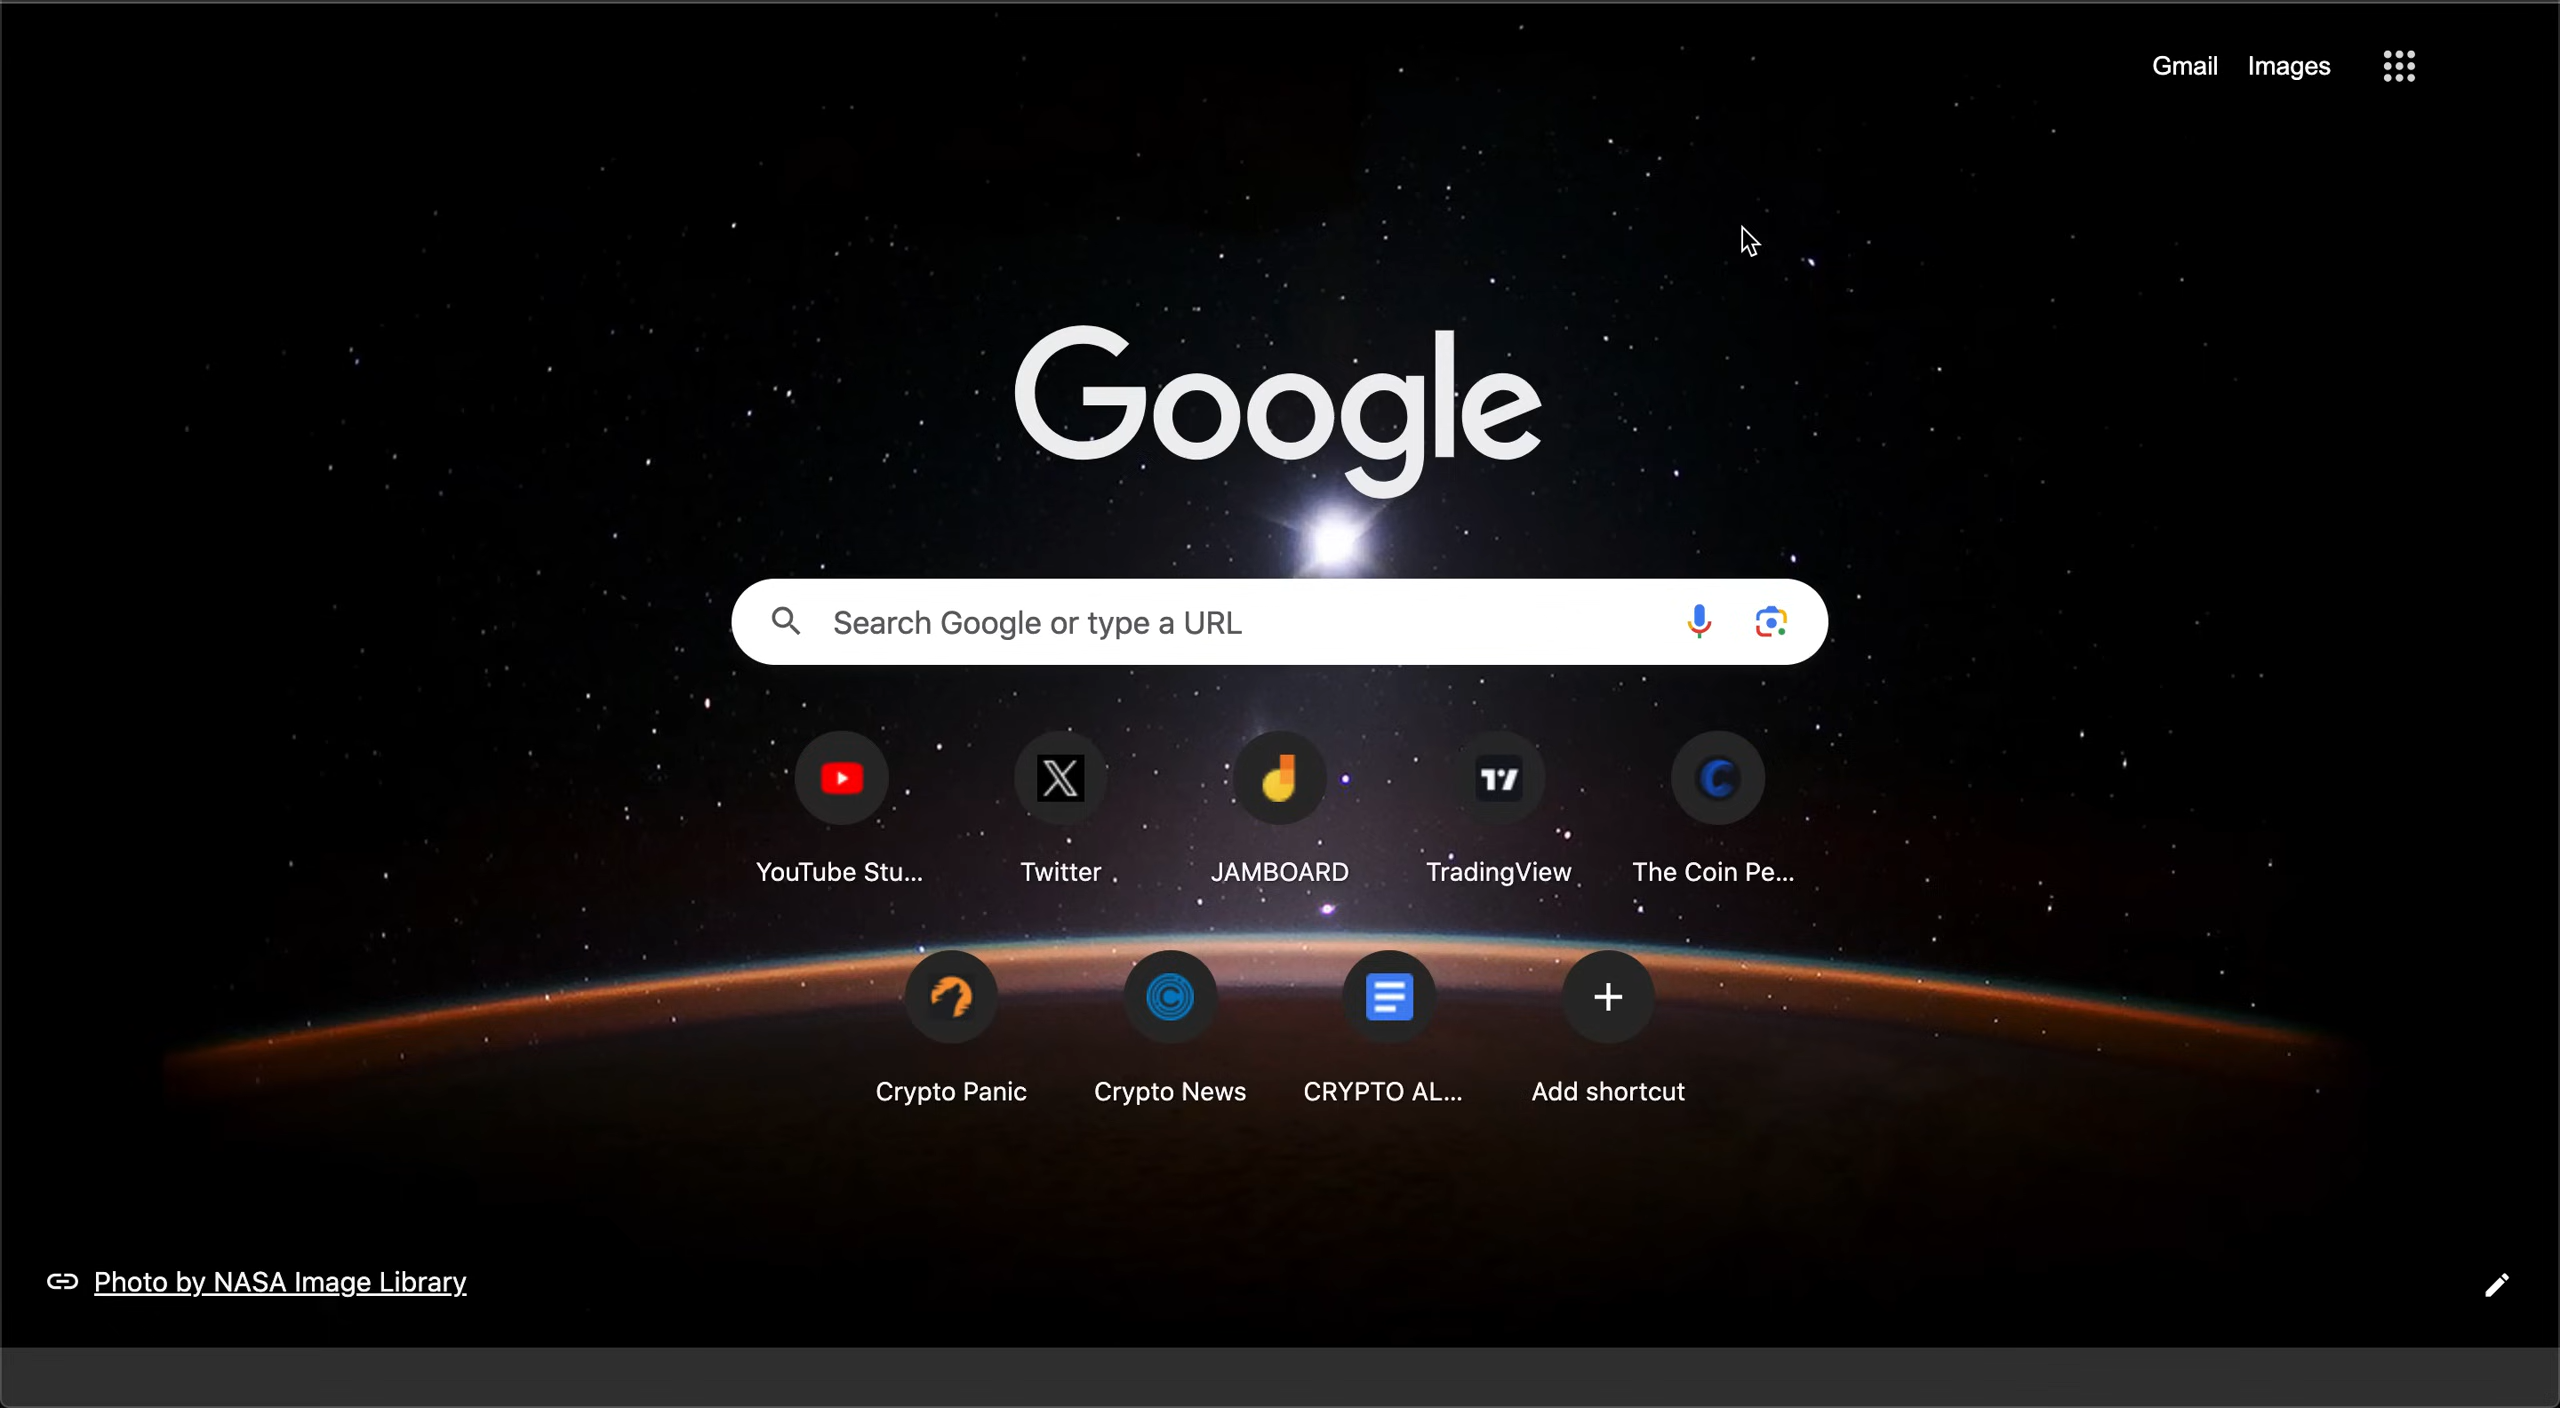 Gmail Images
Google
Search Google or type a URL
YouTube Stu...
Twitter
JAMBOARD
TradingView
The Coin Pe...
Crypto Panic
Crypto News
CRYPTO AL...
Add shortcut
Photo by NASA Image Library